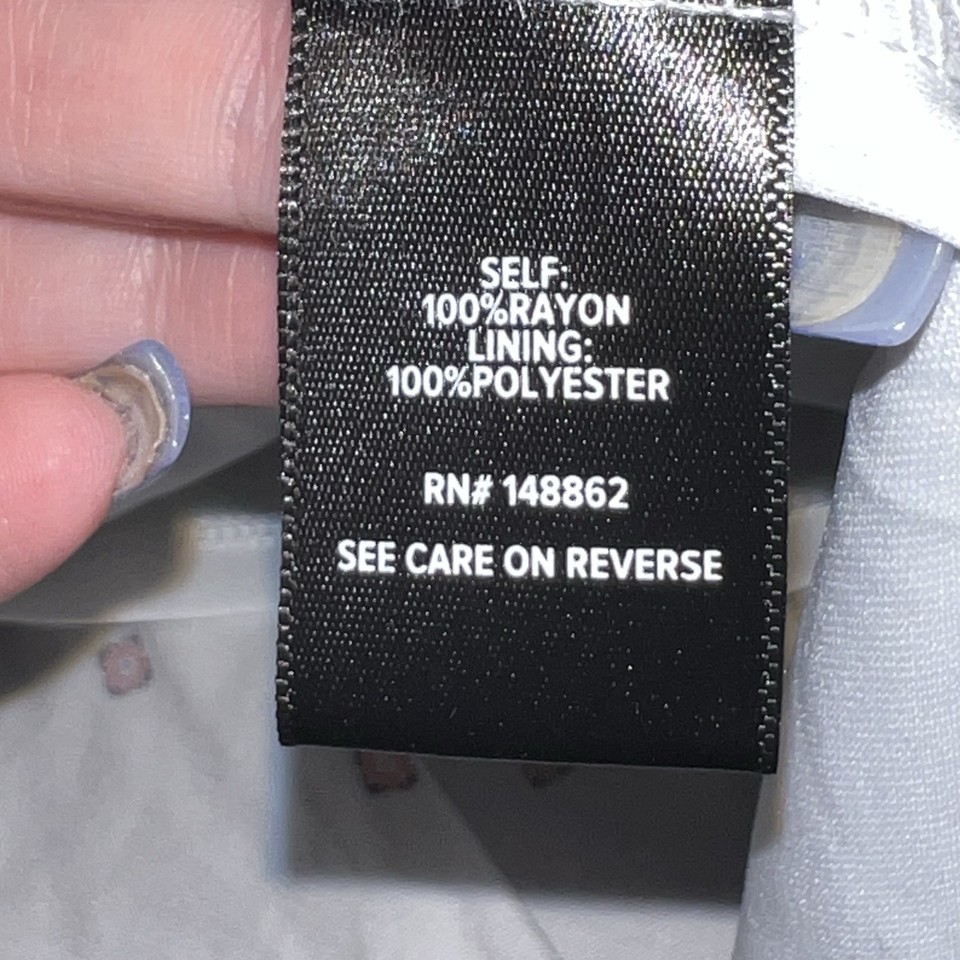 SELF:
100%RAYON
LINING:
100%POLYESTER
RN# 148862
SEE CARE ON REVERSE